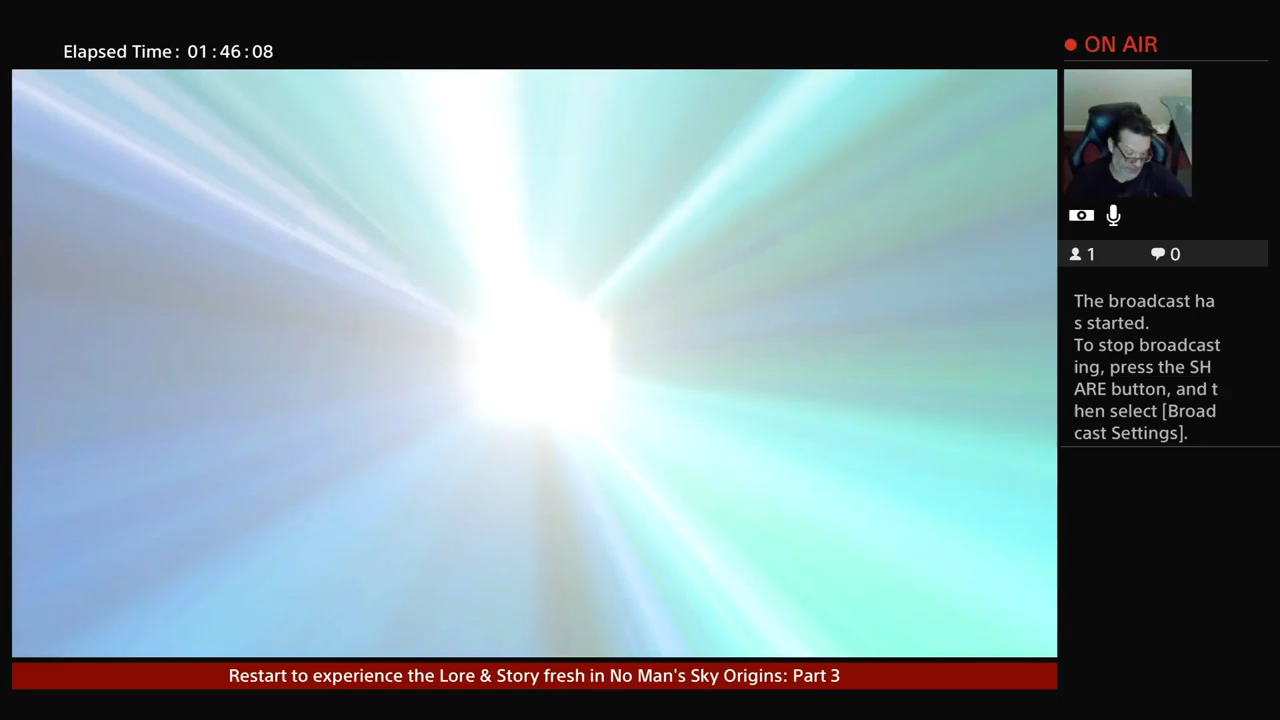 Elapsed Time: 01:46:08
ON AIR
1 0
The broadcast ha
s started.
To stop broadcast
ing, press the SH
ARE button, and t
hen select [Broad
cast Settings].
Restart to experience the Lore & Story fresh in No Man's Sky Origins: Part 3